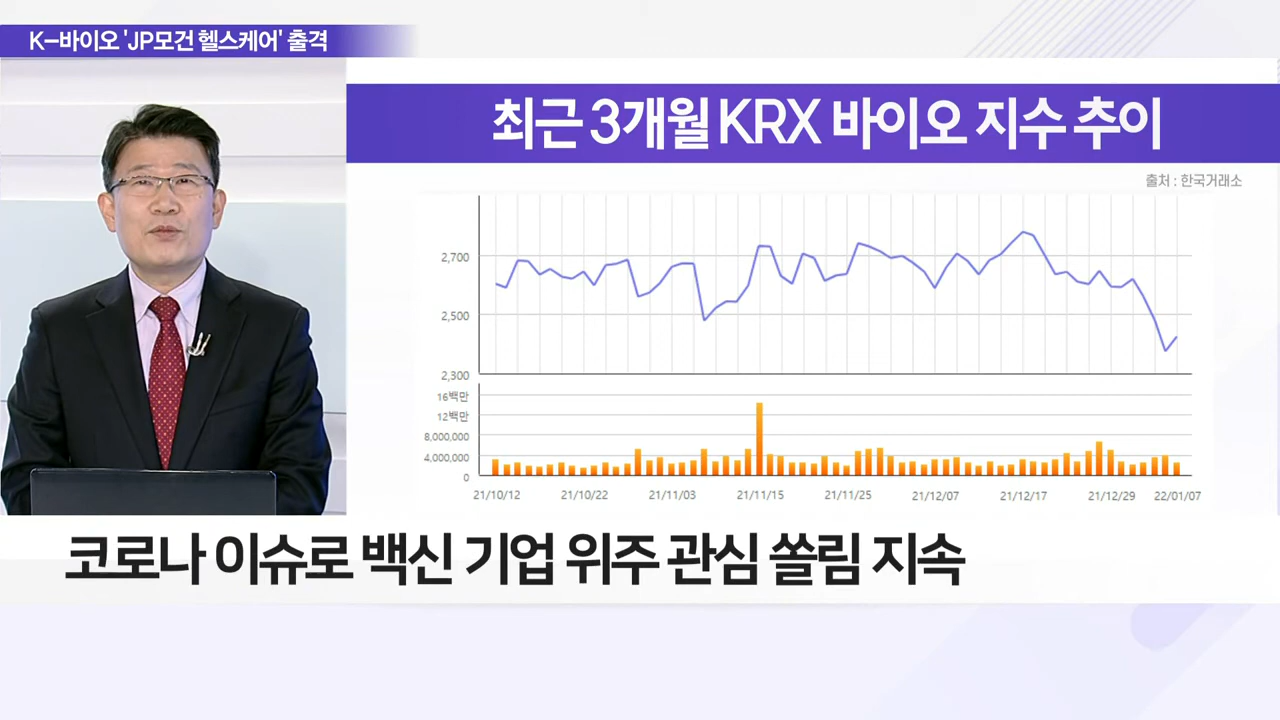 K-바이오 'JP모건 헬스케어' 출격
최근 3개월 KRX 바이오 지수 추이
출처 : 한국거래소
2,700
2,500
2,300
16백만
12백만
8,000,000
4,000,000
0
21/10/12 21/10/22 21/11/03 21/11/15 21/11/25 21/12/07 21/12/17 21/12/29 22/01/07
코로나 이슈로 백신 기업 위주 관심 쏠림 지속